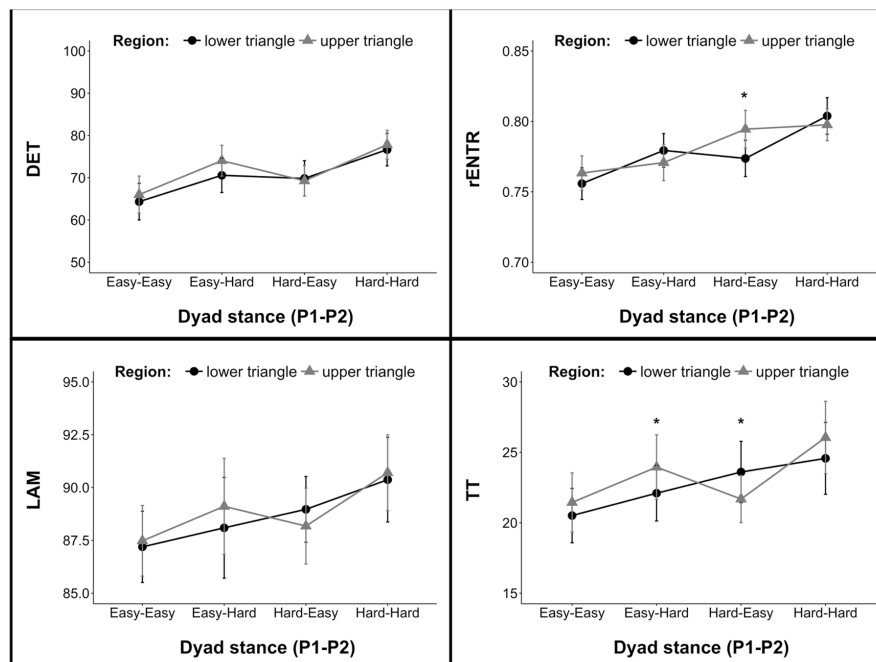 Region: lower triangle upper triangle
100
90
80
70
60
50
DET
Easy-Easy Easy-Hard Hard-Easy Hard-Hard
Dyad stance (P1-P2)
Region: lower triangle upper triangle
0.85
0.80
0.75
0.70
rENTR
*
Easy-Easy Easy-Hard Hard-Easy Hard-Hard
Dyad stance (P1-P2)
Region: lower triangle upper triangle
95.0
92.5
90.0
87.5
85.0
LAM
Easy-Easy Easy-Hard Hard-Easy Hard-Hard
Dyad stance (P1-P2)
Region: lower triangle upper triangle
30
25
20
15
TT
* *
Easy-Easy Easy-Hard Hard-Easy Hard-Hard
Dyad stance (P1-P2)